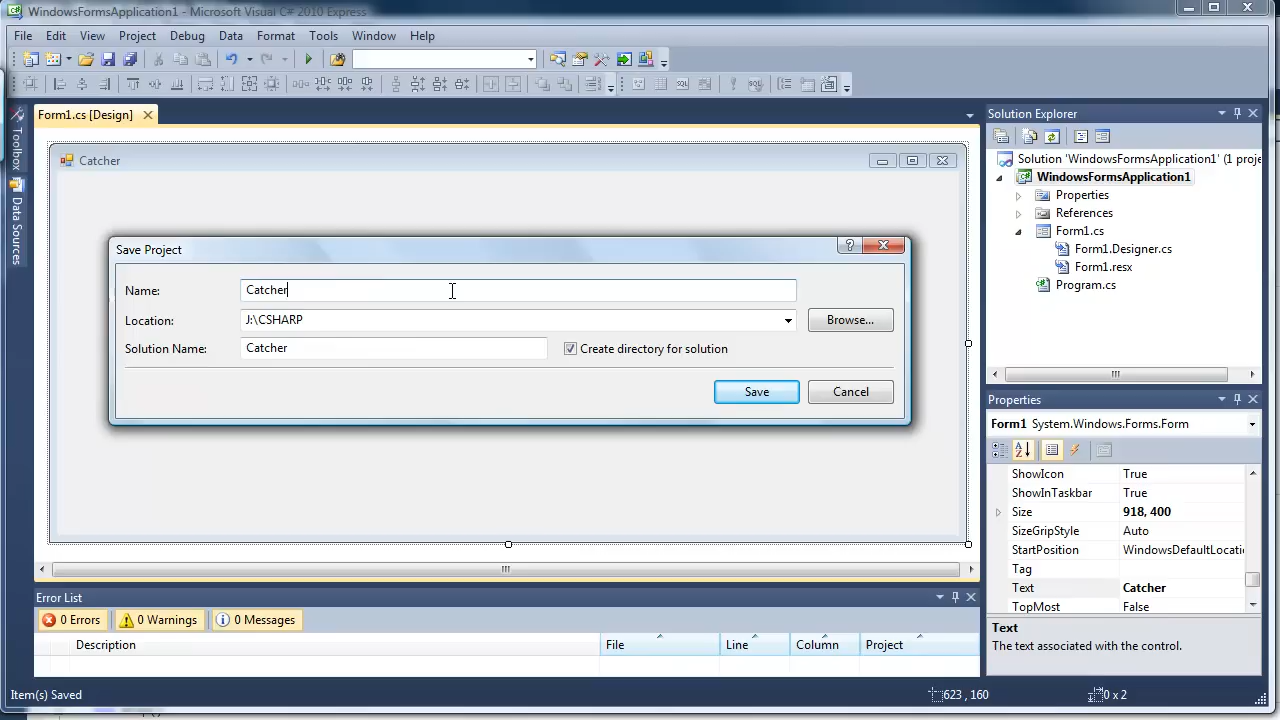 WindowsFormsApplication1 - Microsoft Visual C# 2010 Express
File Edit View Project Debug Data Format Tools Window Help
Form1.cs [Design]
Toolbox
Data Sources
Catcher
Save Project
Name: Catcher
Location: J:\CSHARP Browse...
Solution Name: Catcher Create directory for solution
Save Cancel
Solution Explorer
Solution 'WindowsFormsApplication1' (1 proje
WindowsFormsApplication1
Properties
References
Form1.cs
Form1.Designer.cs
Form1.resx
Program.cs
Properties
Form1 System.Windows.Forms.Form
ShowIcon True
ShowInTaskbar True
Size 918, 400
SizeGripStyle Auto
StartPosition WindowsDefaultLocati
Tag
Text Catcher
TopMost False
Text
The text associated with the control.
Error List
0 Errors 0 Warnings 0 Messages
Description File Line Column Project
Item(s) Saved 623 , 160 0 x 2